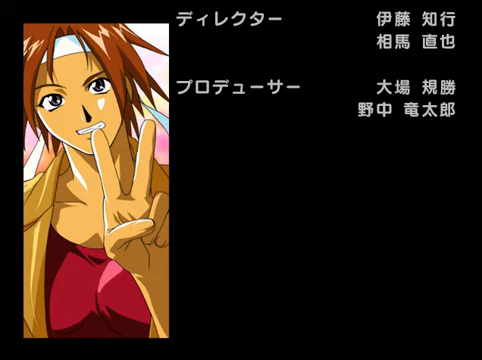 ディレクター 伊藤 知行
相馬 直也
プロデューサー 大場 規勝
野中 竜太郎